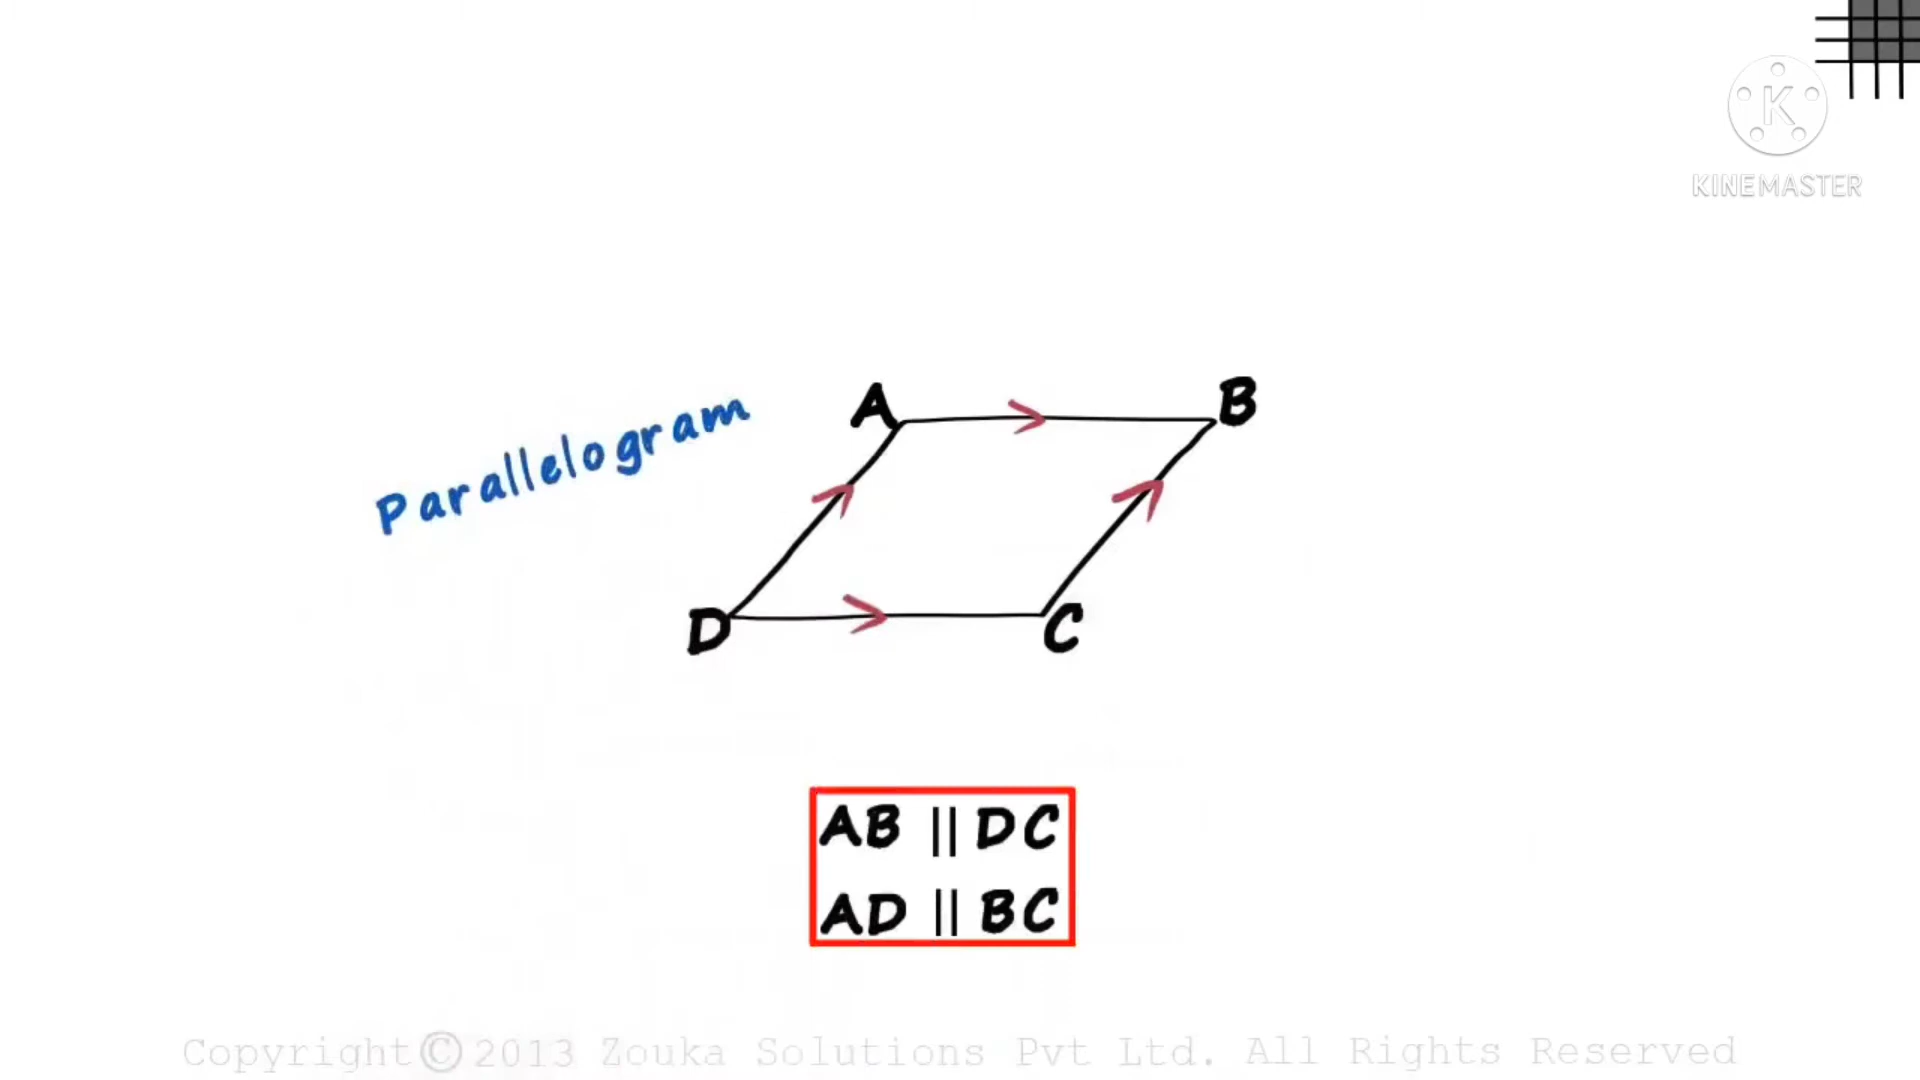 K
KINEMASTER
A
B
Parallelogram
D
C
AB || DC
AD || BC
Copyright©2013 Zouka Solutions Pvt Ltd. All Rights Reserved